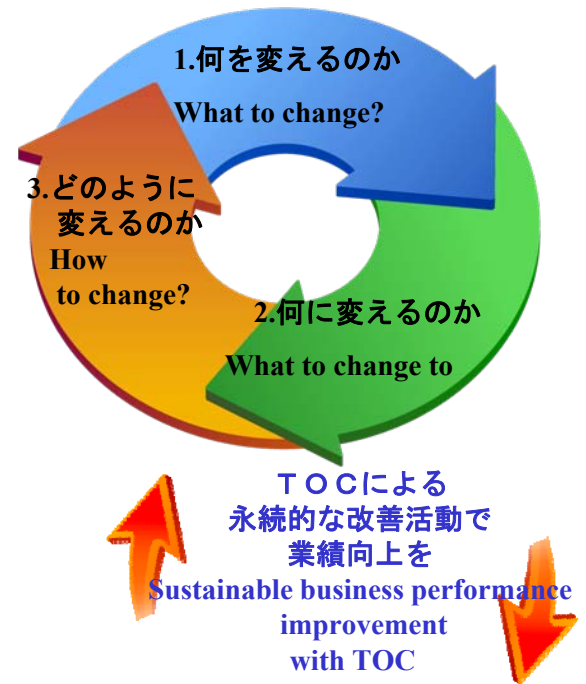 1.何を変えるのか
What to change?
3.どのように
変えるのか
How
to change?
2.何に変えるのか
What to change to
TOCによる
永続的な改善活動で
業績向上を
Sustainable business performance
improvement
with TOC